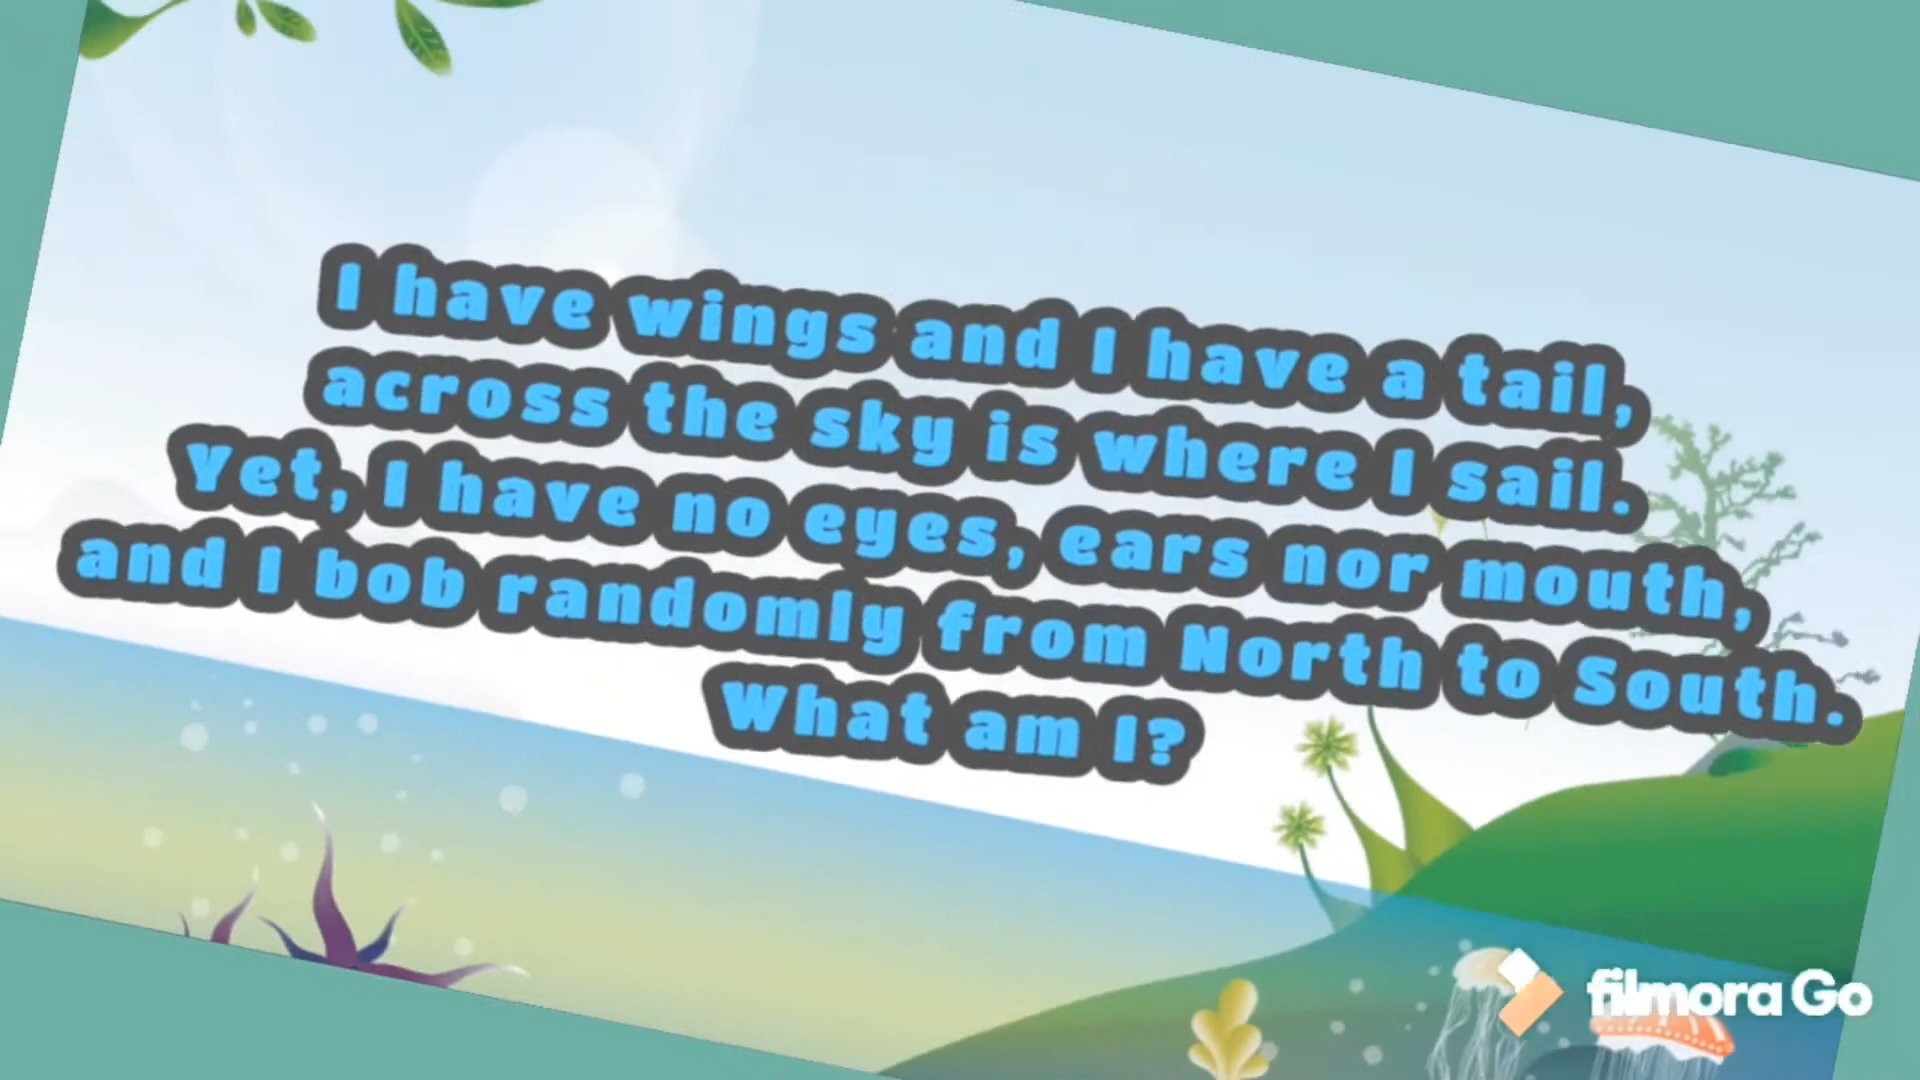 I have wings and I have a tail,
across the sky is where I sail.
Yet, I have no eyes, ears nor mouth,
and I bob randomly from North to South.
What am I?
filmora Go